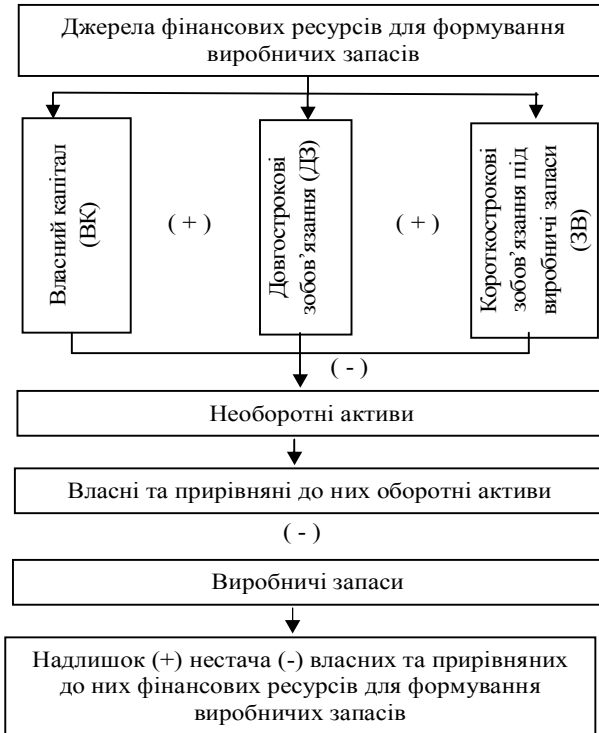 Джерела фінансових ресурсів для формування
виробничих запасів
Власний капітал
(ВК)
( + )
Довгострокові
зобов’язання (ДЗ)
( + )
Короткострокові
зобов’язання під
виробничі запаси
(ЗВ)
( - )
Необоротні активи
Власні та прирівняні до них оборотні активи
( - )
Виробничі запаси
Надлишок (+) нестача (-) власних та прирівняних
до них фінансових ресурсів для формування
виробничих запасів